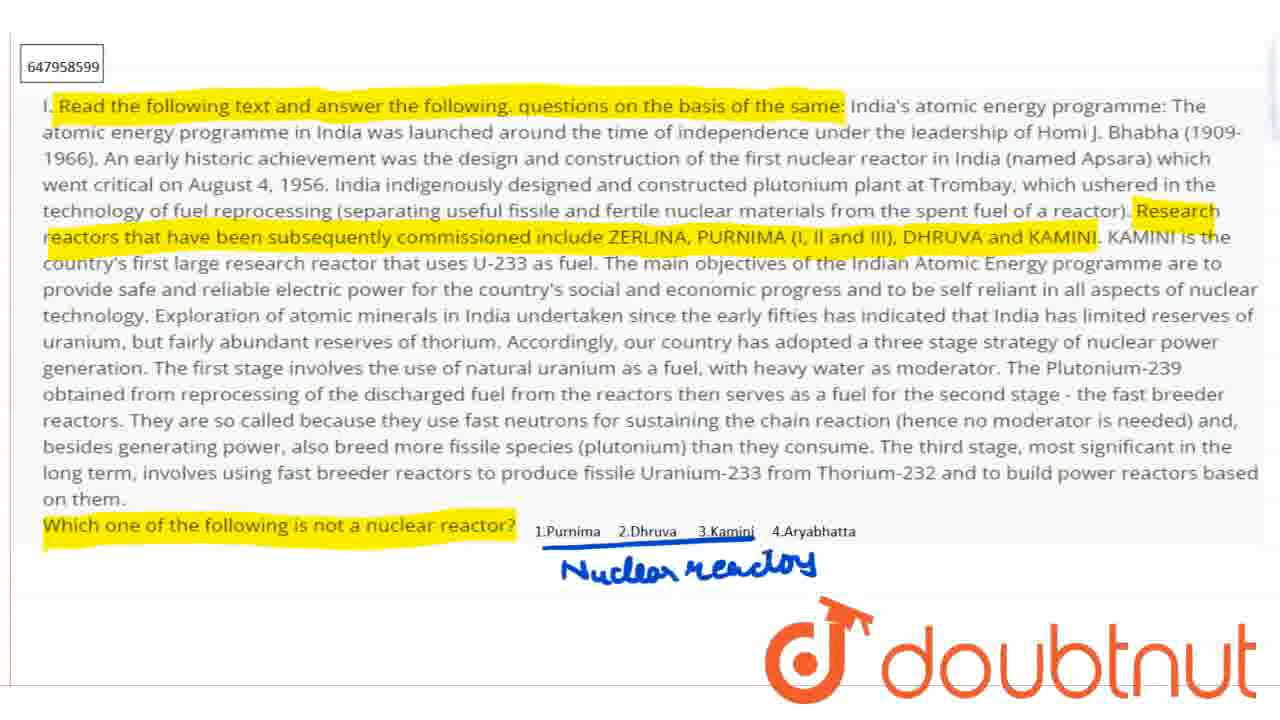 647958599
I. Read the following text and answer the following. questions on the basis of the same: India's atomic energy programme: The
atomic energy programme in India was launched around the time of independence under the leadership of Homi J. Bhabha (1909-
1966). An early historic achievement was the design and construction of the first nuclear reactor in India (named Apsara) which
went critical on August 4, 1956. India indigenously designed and constructed plutonium plant at Trombay, which ushered in the
technology of fuel reprocessing (separating useful fissile and fertile nuclear materials from the spent fuel of a reactor). Research
reactors that have been subsequently commissioned include ZERLINA, PURNIMA (I, II and III), DHRUVA and KAMINI. KAMINI is the
country's first large research reactor that uses U-233 as fuel. The main objectives of the Indian Atomic Energy programme are to
provide safe and reliable electric power for the country's social and economic progress and to be self reliant in all aspects of nuclear
technology. Exploration of atomic minerals in India undertaken since the early fifties has indicated that India has limited reserves of
uranium, but fairly abundant reserves of thorium. Accordingly, our country has adopted a three stage strategy of nuclear power
generation. The first stage involves the use of natural uranium as a fuel, with heavy water as moderator. The Plutonium-239
obtained from reprocessing of the discharged fuel from the reactors then serves as a fuel for the second stage - the fast breeder
reactors. They are so called because they use fast neutrons for sustaining the chain reaction (hence no moderator is needed) and,
besides generating power, also breed more fissile species (plutonium) than they consume. The third stage, most significant in the
long term, involves using fast breeder reactors to produce fissile Uranium-233 from Thorium-232 and to build power reactors based
on them.
Which one of the following is not a nuclear reactor? 1.Purnima 2.Dhruva 3.Kamini 4.Aryabhatta
Nuclear reactors
doubtnut